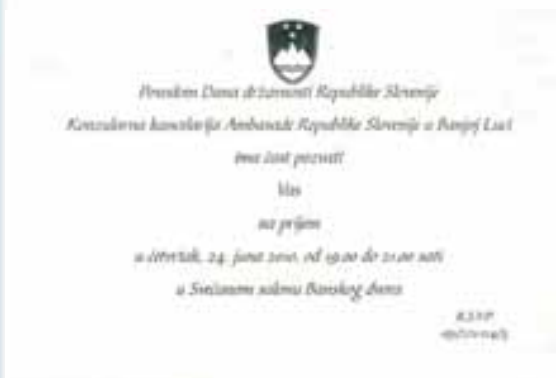 Povodom Dana državnosti Republike Slovenije
Konzularna kancelarija Ambasade Republike Slovenije u Banjoj Luci
ima čast pozvati
Vas
na prijem
u četvrtak, 24. juna 2010. od 19.00 do 21.00 sati
u Svečanom salonu Banskog dvora
R.S.V.P.